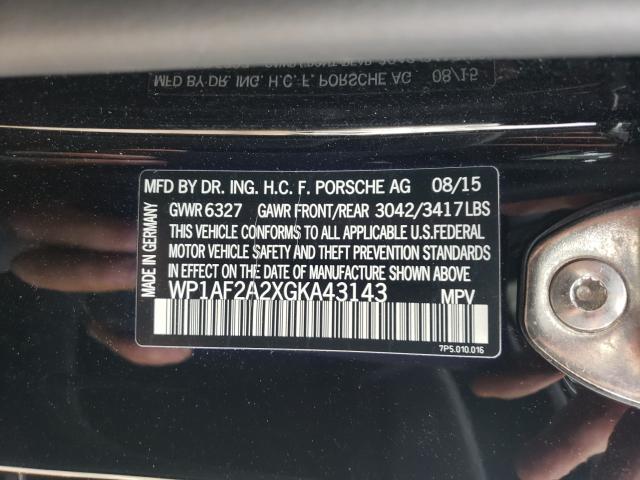 MFD BY DR. ING. H.C. F. PORSCHE AG 08/15
MFD BY DR. ING. H.C. F. PORSCHE AG 08/15
GVWR 6327 GAWR FRONT/REAR 3042/3417LBS
THIS VEHICLE CONFORMS TO ALL APPLICABLE U.S.FEDERAL
MOTOR VEHICLE SAFETY AND THEFT PREVENTION STANDARDS
IN EFFECT ON THE DATE OF MANUFACTURE SHOWN ABOVE
WP1AF2A2XGKA43143 MPV
7P5.010.016
MADE IN GERMANY